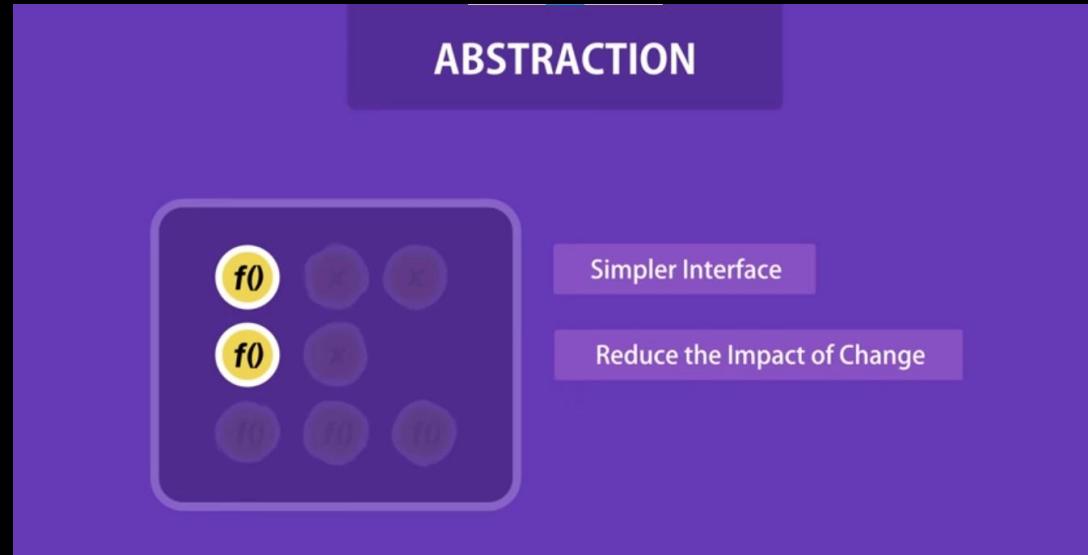 ABSTRACTION
f() x x
Simpler Interface
f() x
Reduce the Impact of Change
f() f() f()